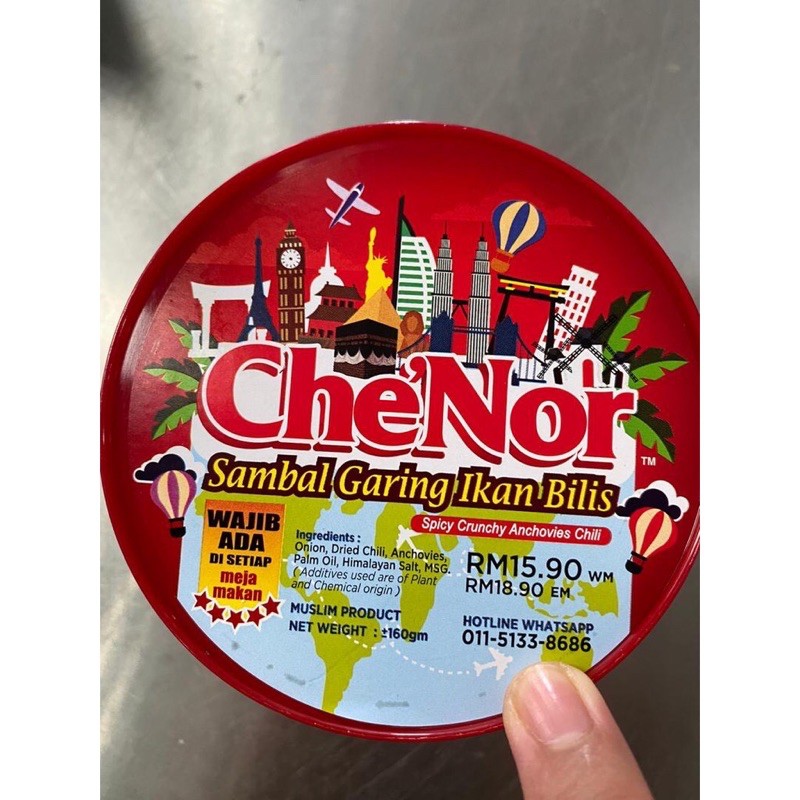 Che'Nor
TM
Sambal Garing Ikan Bilis
Spicy Crunchy Anchovies Chili
WAJIB
ADA
DI SETIAP
meja
makan
Ingredients :
Onion, Dried Chili, Anchovies,
Palm Oil, Himalayan Salt, MSG.
( Additives used are of Plant
and Chemical origin )
MUSLIM PRODUCT
NET WEIGHT : ±160gm
RM15.90 WM
RM18.90 EM
HOTLINE WHATSAPP
011-5133-8686